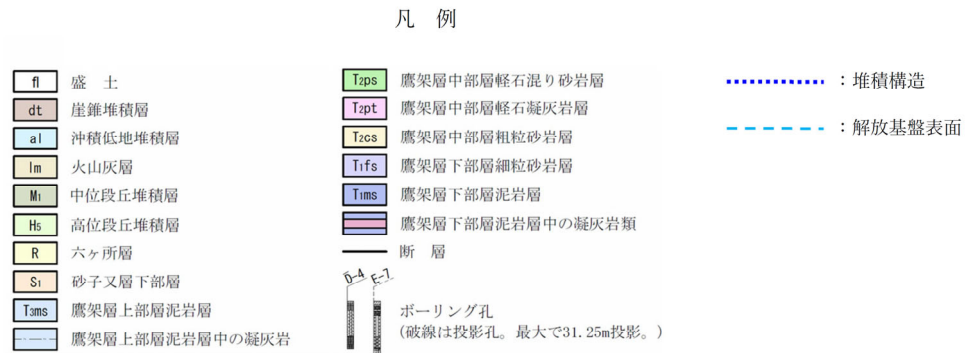 凡 例
fl 盛 土
dt 崖錐堆積層
al 沖積低地堆積層
lm 火山灰層
M1 中位段丘堆積層
H5 高位段丘堆積層
R 六ヶ所層
S1 砂子又層下部層
T3ms 鷹架層上部層泥岩層
鷹架層上部層泥岩層中の凝灰岩
T2ps 鷹架層中部層軽石混り砂岩層
T2pt 鷹架層中部層軽石凝灰岩層
T2cs 鷹架層中部層粗粒砂岩層
T1fs 鷹架層下部層細粒砂岩層
T1ms 鷹架層下部層泥岩層
鷹架層下部層泥岩層中の凝灰岩類
断 層
D-4 E-7
ボーリング孔
(破線は投影孔。最大で31.25m投影。)
：堆積構造
：解放基盤表面